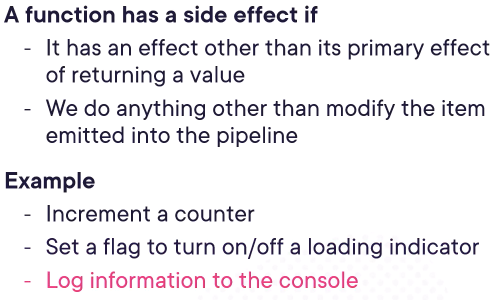 A function has a side effect if
- It has an effect other than its primary effect
of returning a value
- We do anything other than modify the item
emitted into the pipeline
Example
- Increment a counter
- Set a flag to turn on/off a loading indicator
- Log information to the console